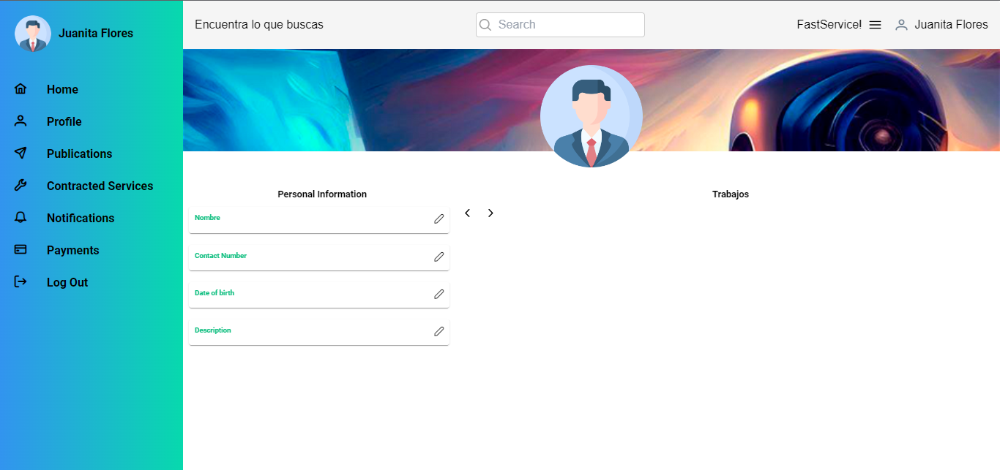 Juanita Flores
Home
Profile
Publications
Contracted Services
Notifications
Payments
Log Out
Encuentra lo que buscas
Search
FastService!
Juanita Flores
Personal Information
Nombre
Contact Number
Date of birth
Description
Trabajos